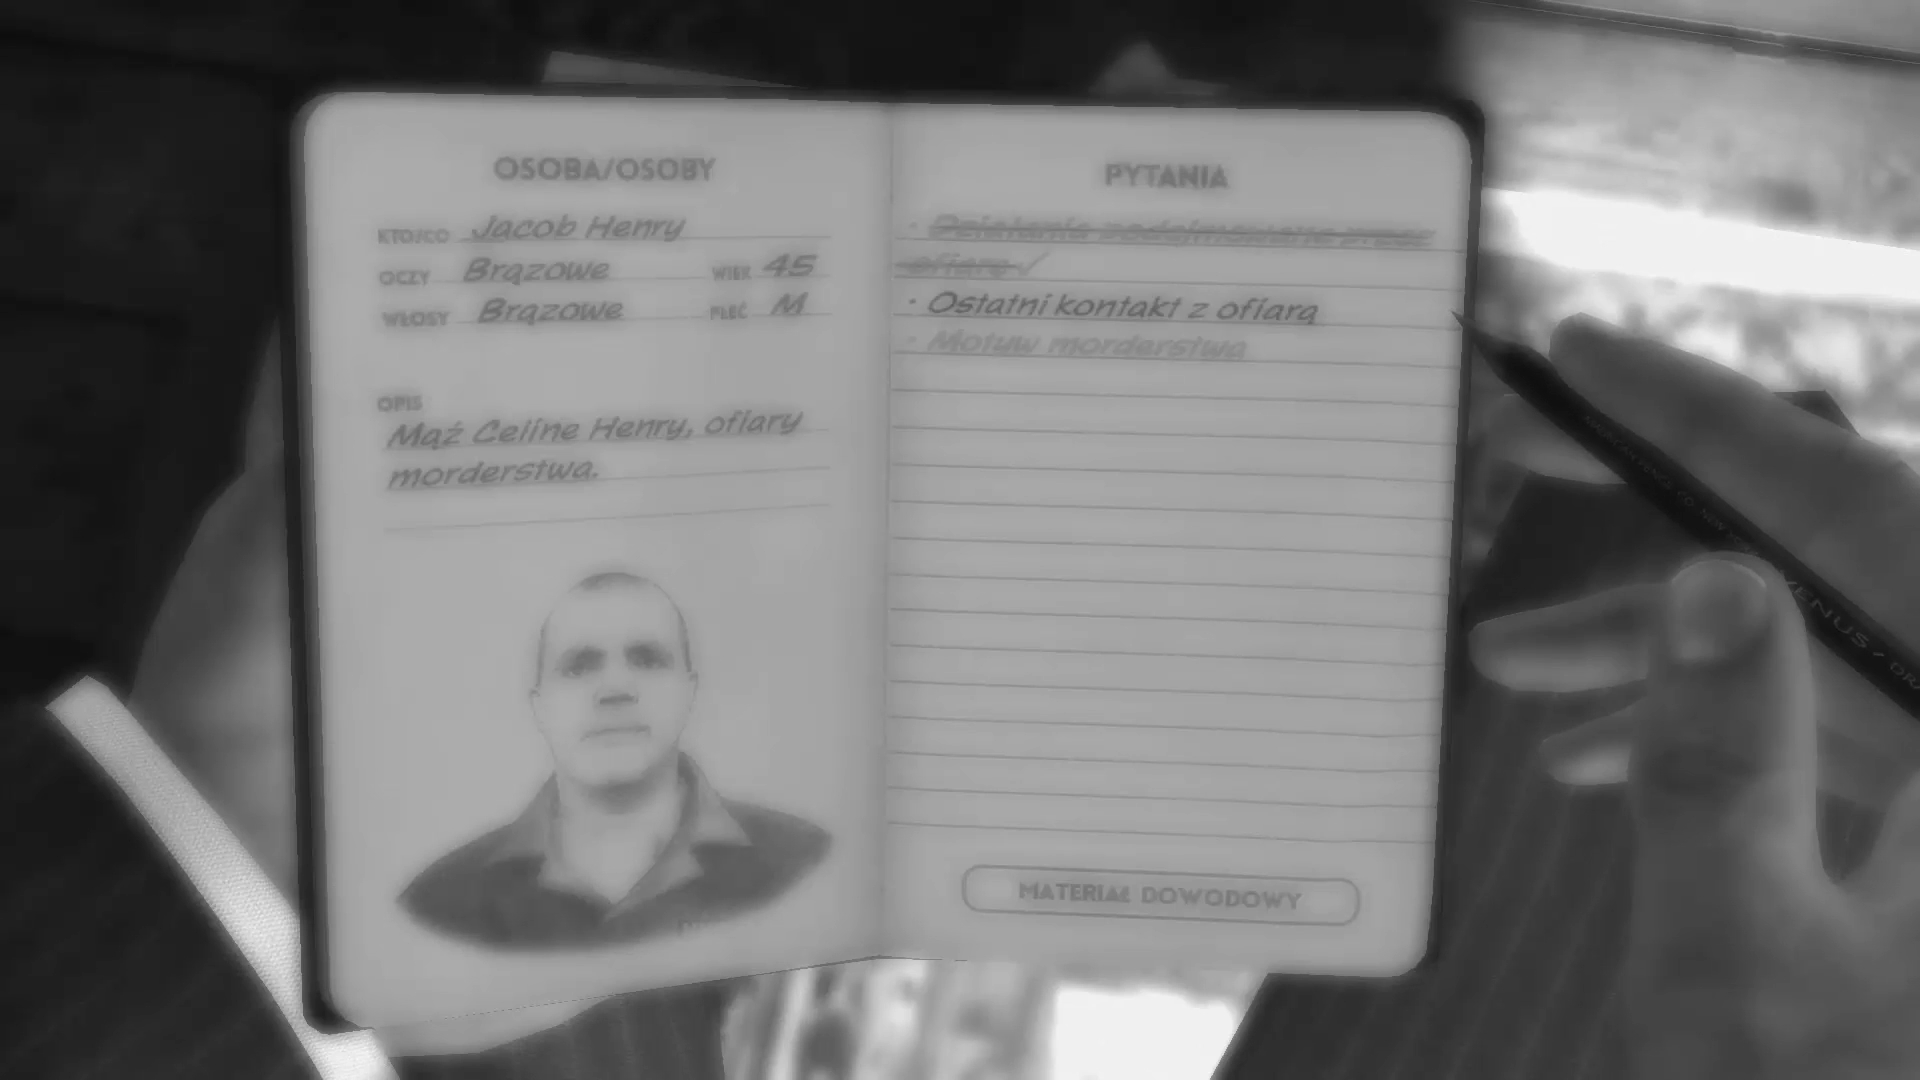 OSOBA/OSOBY
KTO/CO Jacob Henry
OCZY Brązowe WIEK 45
WŁOSY Brązowe PŁEĆ M
OPIS
Mąż Celine Henry, ofiary
morderstwa.
PYTANIA
· Działania podejmowane przez
ofiarę ✓
· Ostatni kontakt z ofiarą
· Motyw morderstwa
MATERIAŁ DOWODOWY
VENUS